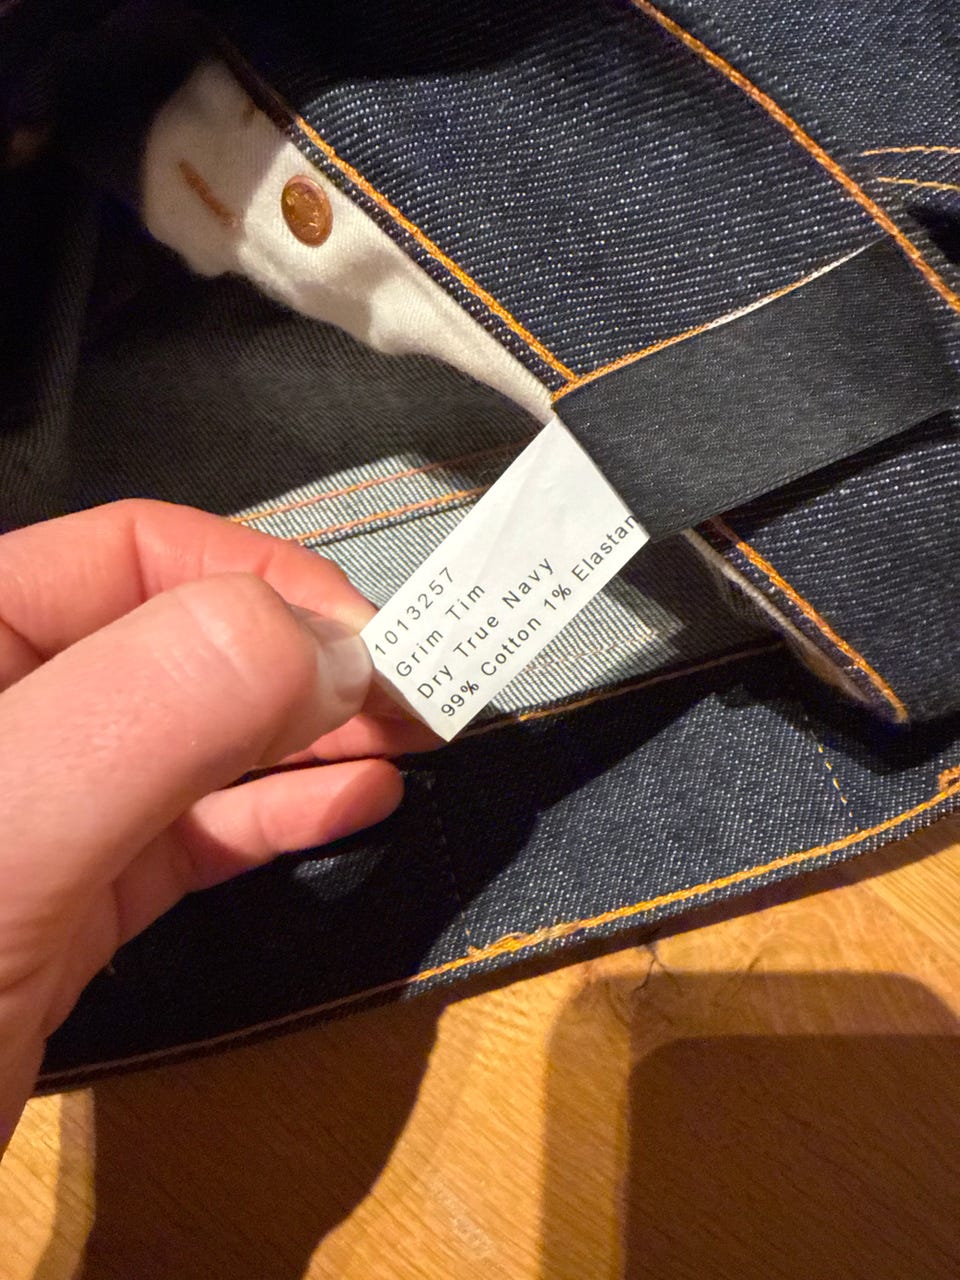 1013257
Grim Tim
Dry True Navy
99% Cotton 1% Elastan